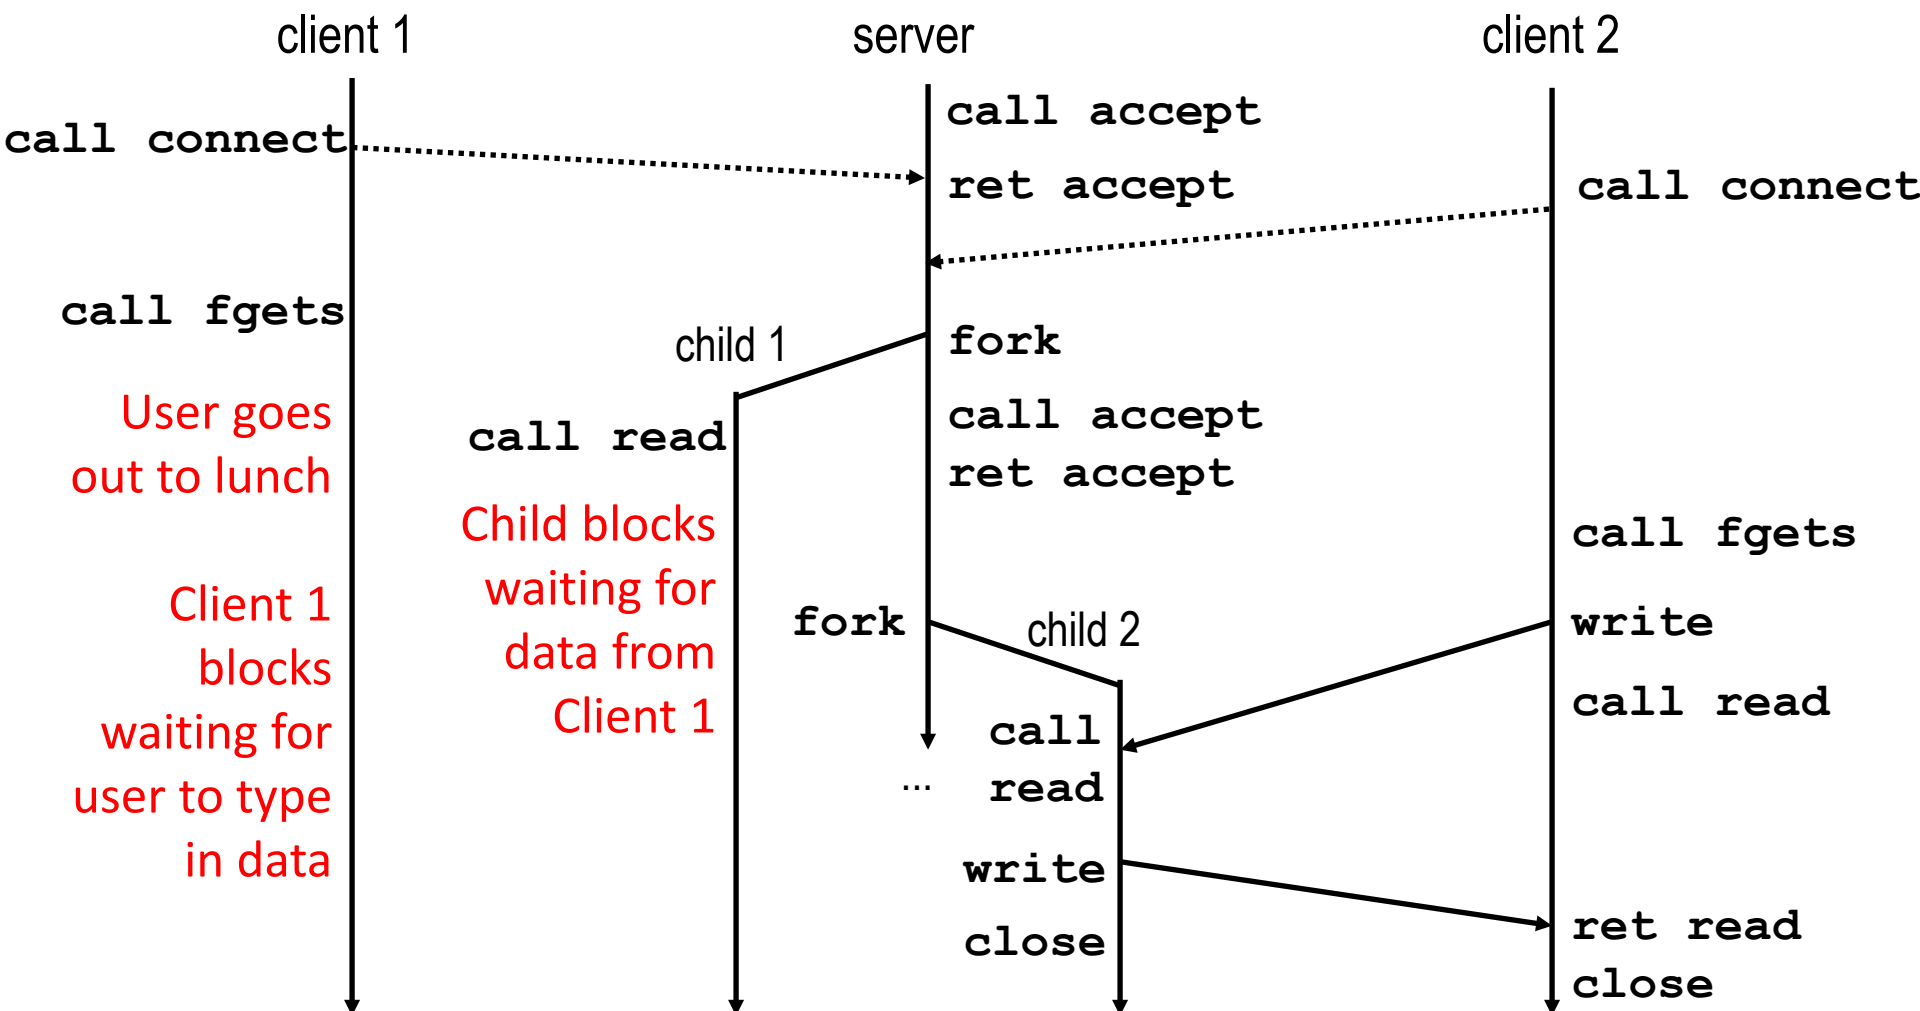 client 1
server
client 2
call connect
call accept
ret accept
call connect
call fgets
child 1
fork
User goes
out to lunch
call read
call accept
ret accept
Child blocks
waiting for
data from
Client 1
call fgets
Client 1
blocks
waiting for
user to type
in data
fork
child 2
write
call read
...
call
read
write
close
ret read
close